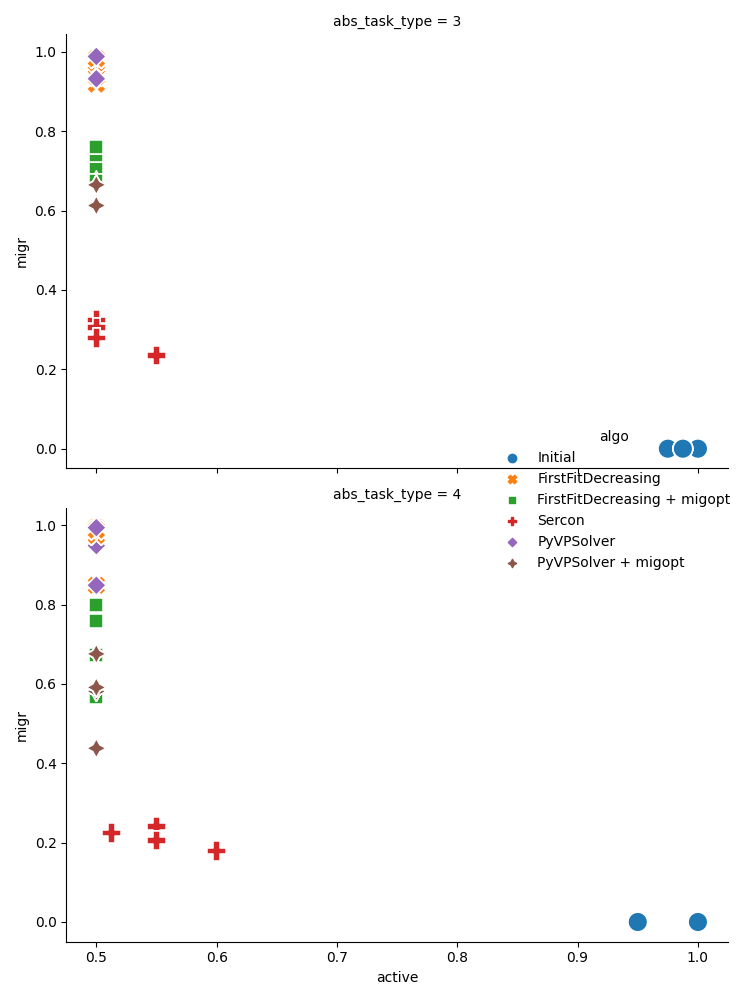 abs_task_type = 3
1.0
0.8
0.6
0.4
0.2
0.0
migr
algo
Initial
FirstFitDecreasing
FirstFitDecreasing + migopt
Sercon
PyVPSolver
PyVPSolver + migopt
abs_task_type = 4
1.0
0.8
0.6
0.4
0.2
0.0
migr
0.5 0.6 0.7 0.8 0.9 1.0
active